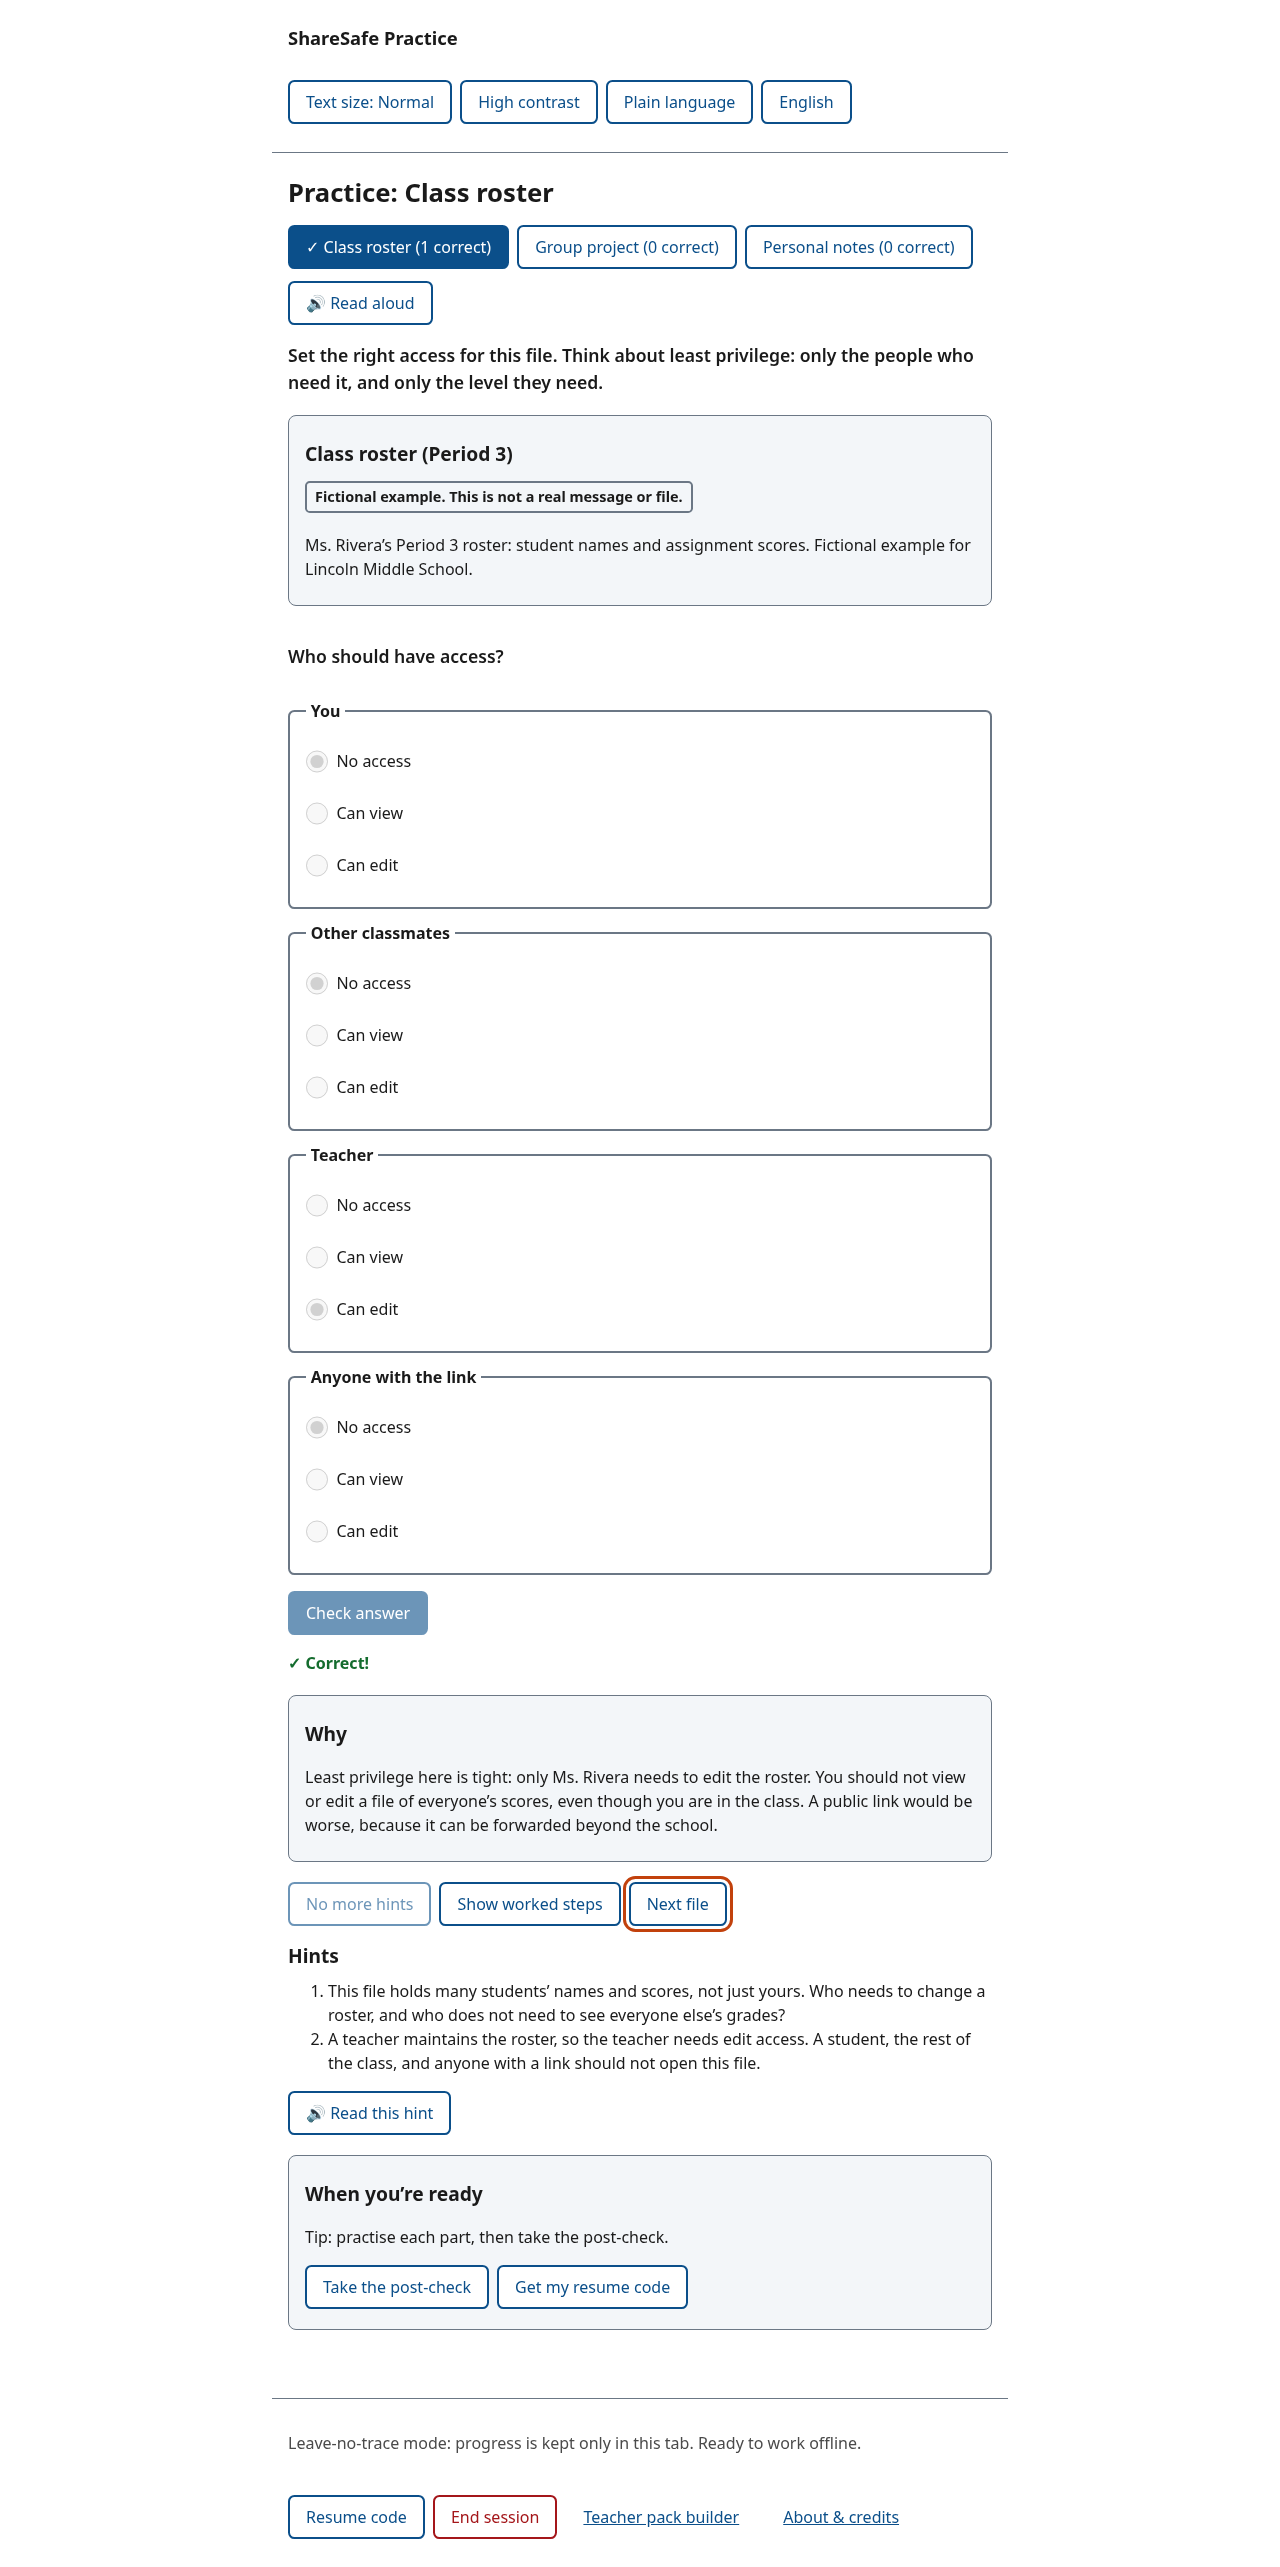 ShareSafe Practice
Text size: Normal
High contrast
Plain language
English
Practice: Class roster
✓ Class roster (1 correct)
Group project (0 correct)
Personal notes (0 correct)
🔊 Read aloud
Set the right access for this file. Think about least privilege: only the people who
need it, and only the level they need.
Class roster (Period 3)
Fictional example. This is not a real message or file.
Ms. Rivera’s Period 3 roster: student names and assignment scores. Fictional example for
Lincoln Middle School.
Who should have access?
You
No access
Can view
Can edit
Other classmates
No access
Can view
Can edit
Teacher
No access
Can view
Can edit
Anyone with the link
No access
Can view
Can edit
Check answer
✓ Correct!
Why
Least privilege here is tight: only Ms. Rivera needs to edit the roster. You should not view
or edit a file of everyone’s scores, even though you are in the class. A public link would be
worse, because it can be forwarded beyond the school.
No more hints
Show worked steps
Next file
Hints
1. This file holds many students’ names and scores, not just yours. Who needs to change a
roster, and who does not need to see everyone else’s grades?
2. A teacher maintains the roster, so the teacher needs edit access. A student, the rest of
the class, and anyone with a link should not open this file.
🔊 Read this hint
When you’re ready
Tip: practise each part, then take the post-check.
Take the post-check
Get my resume code
Leave-no-trace mode: progress is kept only in this tab. Ready to work offline.
Resume code
End session
Teacher pack builder
About & credits